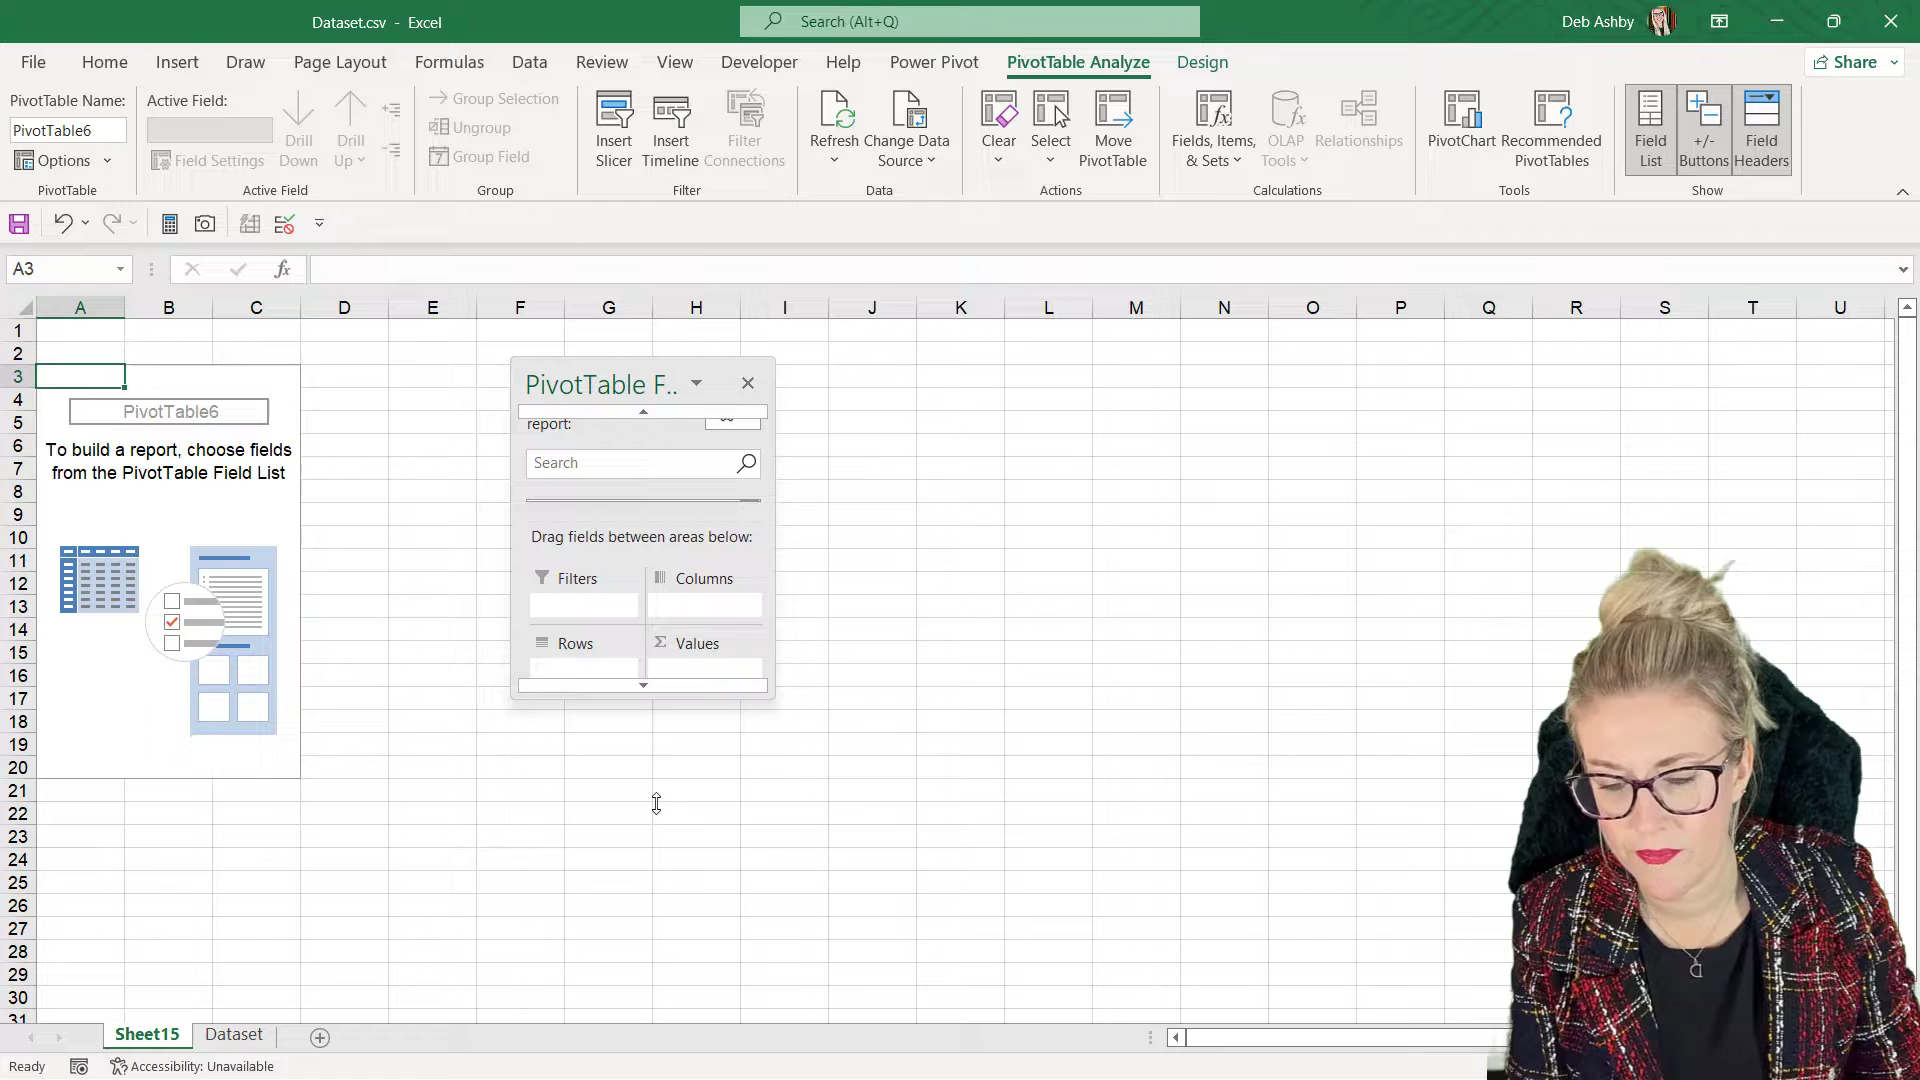 Dataset.csv - Excel
Search (Alt+Q)
Deb Ashby
File Home Insert Draw Page Layout Formulas Data Review View Developer Help Power Pivot PivotTable Analyze Design Share
PivotTable Name:
PivotTable6
Options
PivotTable
Active Field:
Field Settings
Drill Down
Drill Up
Active Field
Group Selection
Ungroup
Group Field
Group
Insert Slicer
Insert Timeline
Filter Connections
Filter
Refresh
Change Data Source
Data
Clear
Select
Move PivotTable
Actions
Fields, Items, & Sets
OLAP Tools
Relationships
Calculations
PivotChart
Recommended PivotTables
Tools
Field List
+/- Buttons
Field Headers
Show
A3
fx
A B C D E F G H I J K L M N O P Q R S T U
1
2
3
4
5
6
7
8
9
10
11
12
13
14
15
16
17
18
19
20
21
22
23
24
25
26
27
28
29
30
31
PivotTable6
To build a report, choose fields
from the PivotTable Field List
PivotTable F..
report:
Search
Drag fields between areas below:
Filters
Columns
Rows
Σ Values
Sheet15 Dataset
Ready
Accessibility: Unavailable